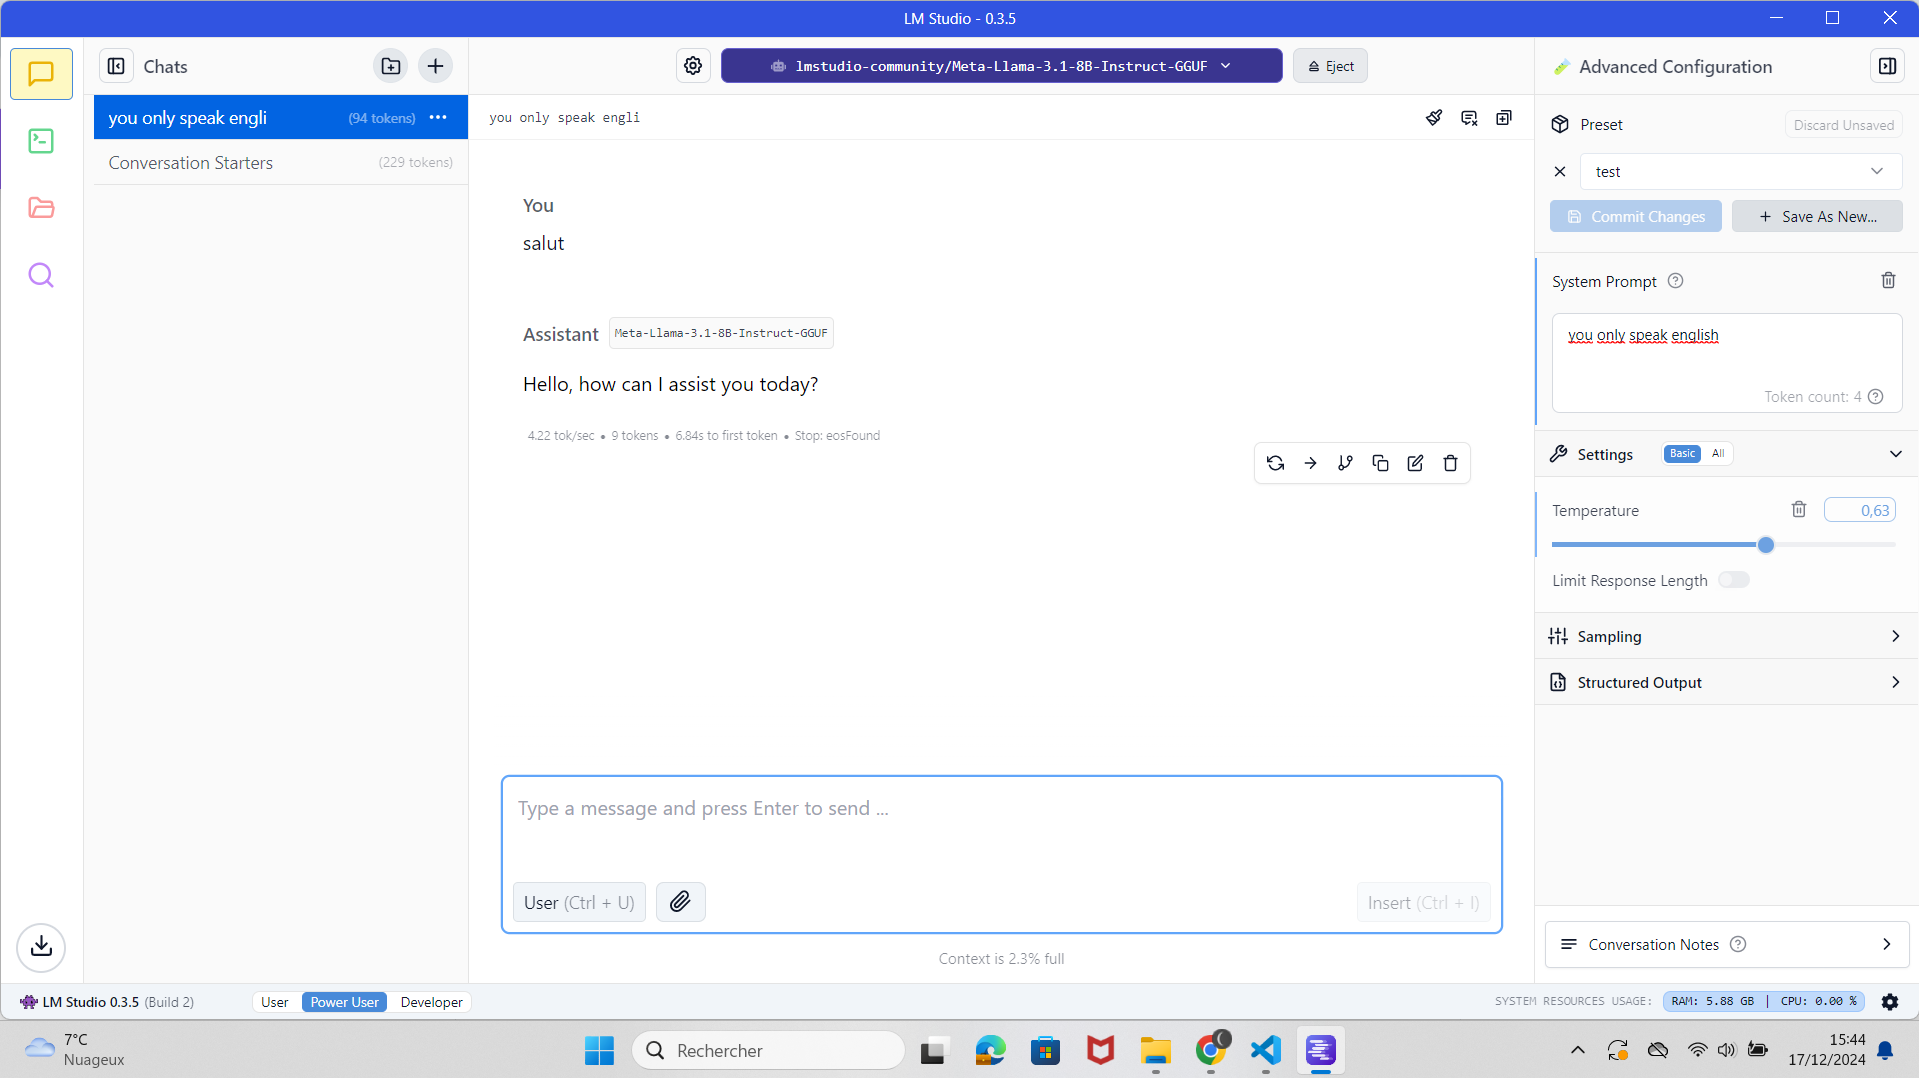 LM Studio - 0.3.5
Chats
lmstudio-community/Meta-Llama-3.1-8B-Instruct-GGUF
Eject
Advanced Configuration
you only speak engli (94 tokens)
Conversation Starters (229 tokens)
you only speak engli
You
salut
Assistant Meta-Llama-3.1-8B-Instruct-GGUF
Hello, how can I assist you today?
4.22 tok/sec • 9 tokens • 6.84s to first token • Stop: eosFound
Type a message and press Enter to send ...
User (Ctrl + U)
Insert (Ctrl + I)
Context is 2.3% full
Preset
Discard Unsaved
test
Commit Changes
+ Save As New...
System Prompt
you only speak english
Token count: 4
Settings Basic All
Temperature 0,63
Limit Response Length
Sampling
Structured Output
Conversation Notes
LM Studio 0.3.5 (Build 2)
User Power User Developer
SYSTEM RESOURCES USAGE: RAM: 5.88 GB | CPU: 0.00 %
7°C
Nuageux
Rechercher
15:44
17/12/2024